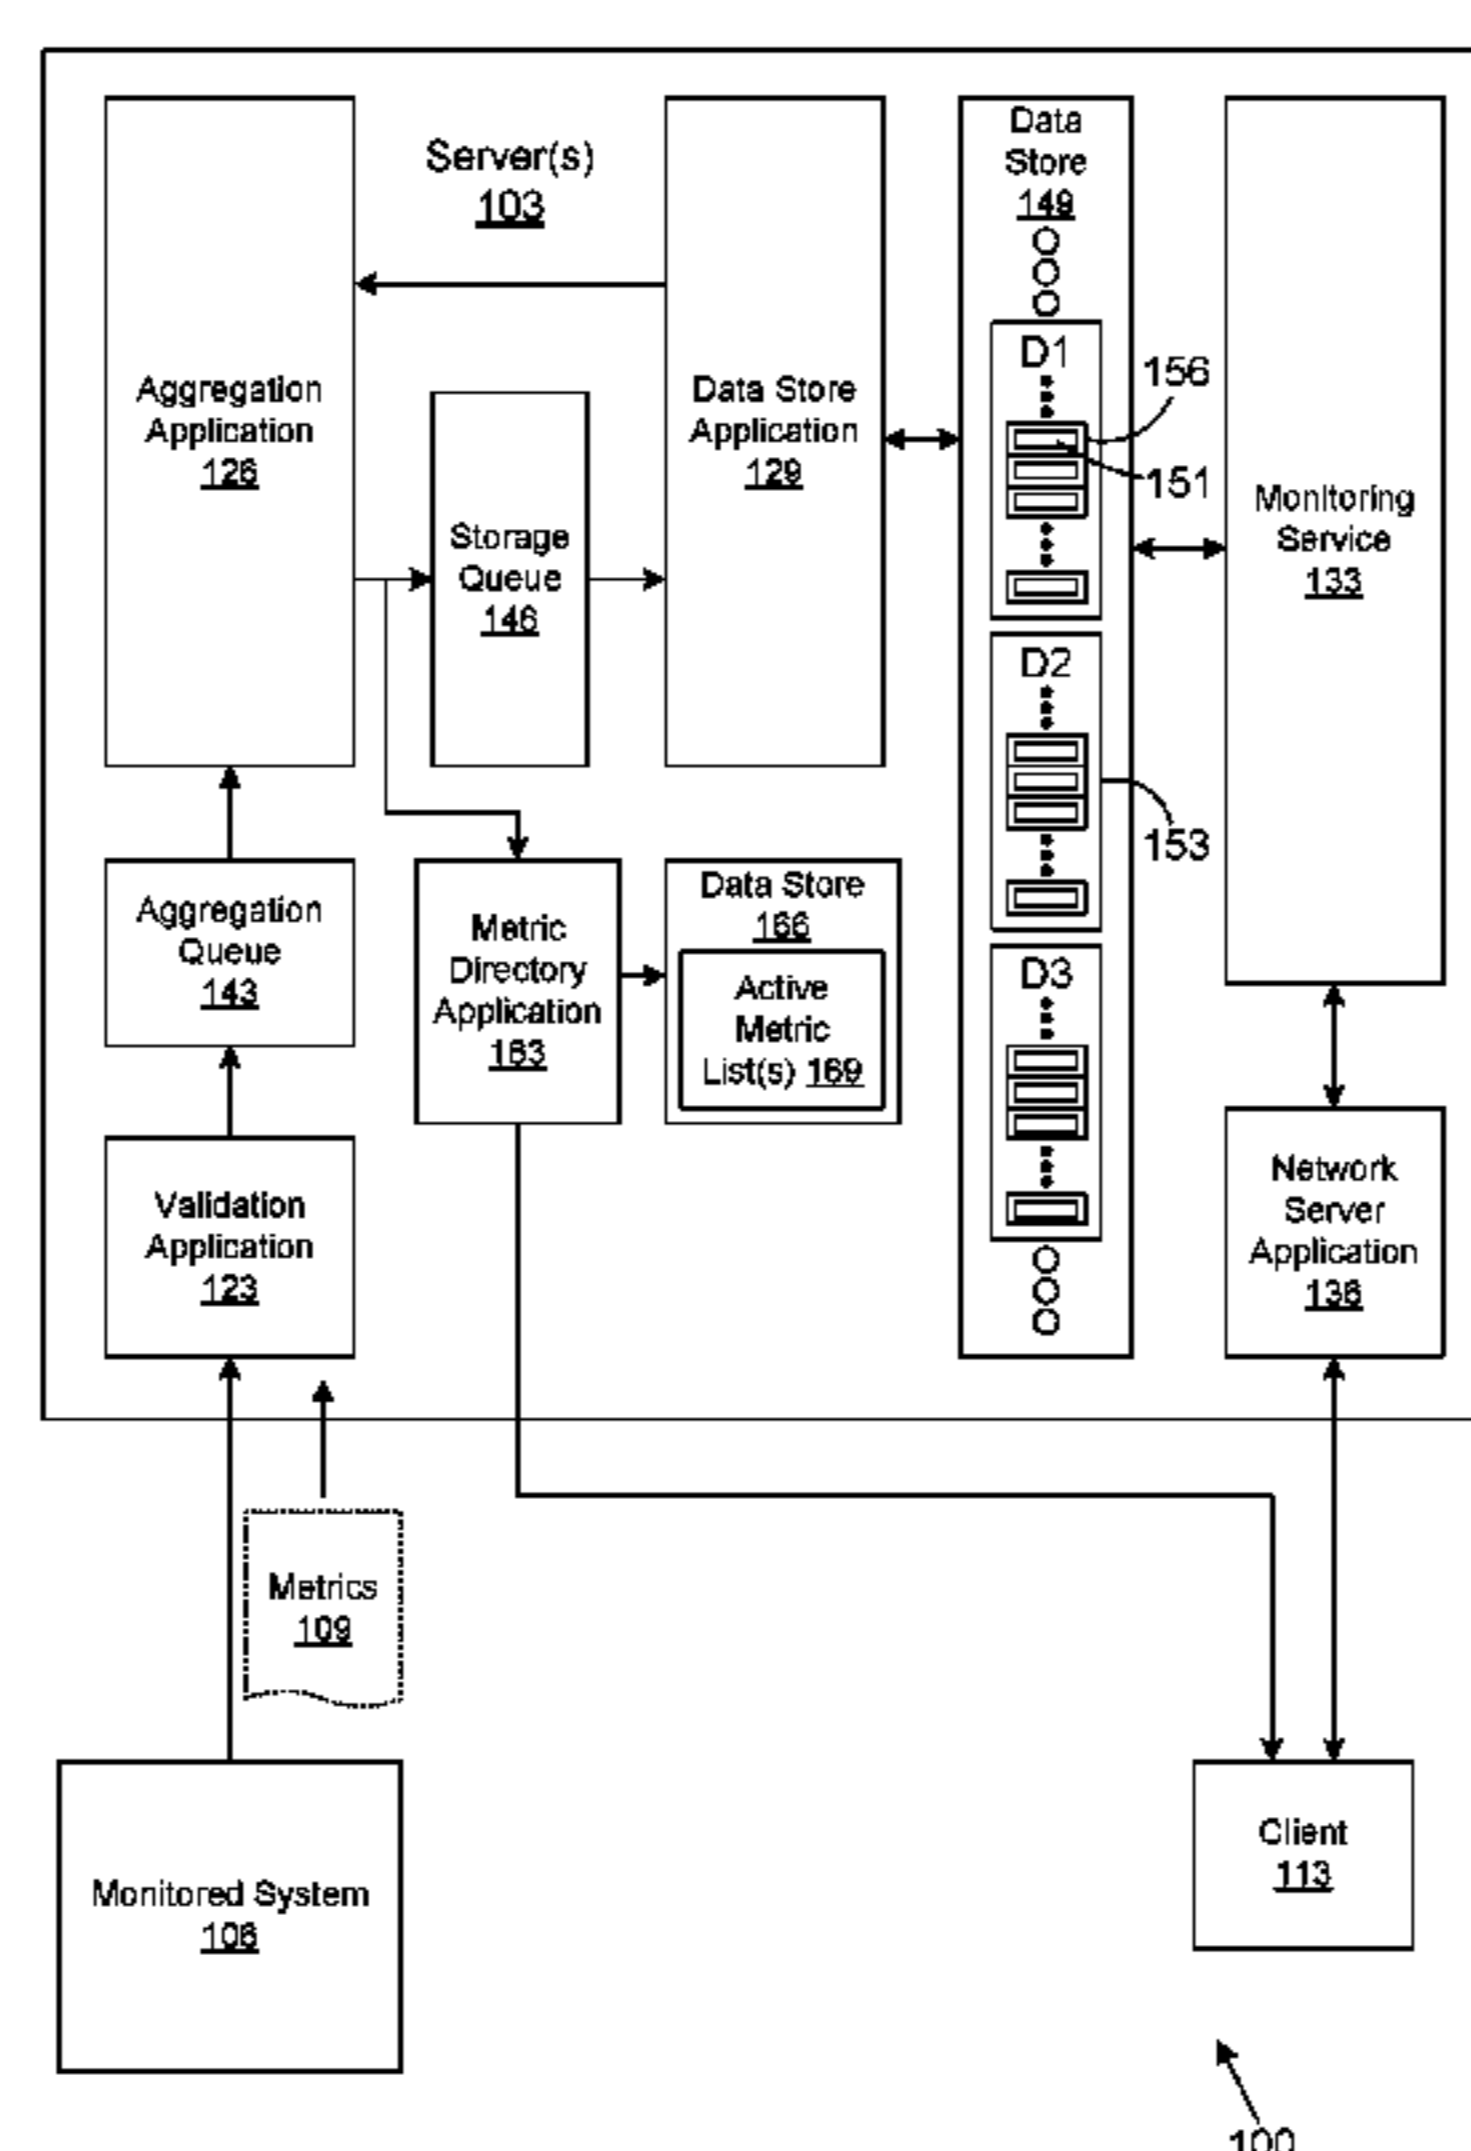 Server(s)
103
Aggregation
Application
126
Storage
Queue
146
Data Store
Application
129
Data
Store
149
D1
156
151
D2
153
D3
Monitoring
Service
133
Aggregation
Queue
143
Metric
Directory
Application
163
Data Store
166
Active
Metric
List(s) 169
Validation
Application
123
Network
Server
Application
136
Metrics
109
Monitored System
106
Client
113
100